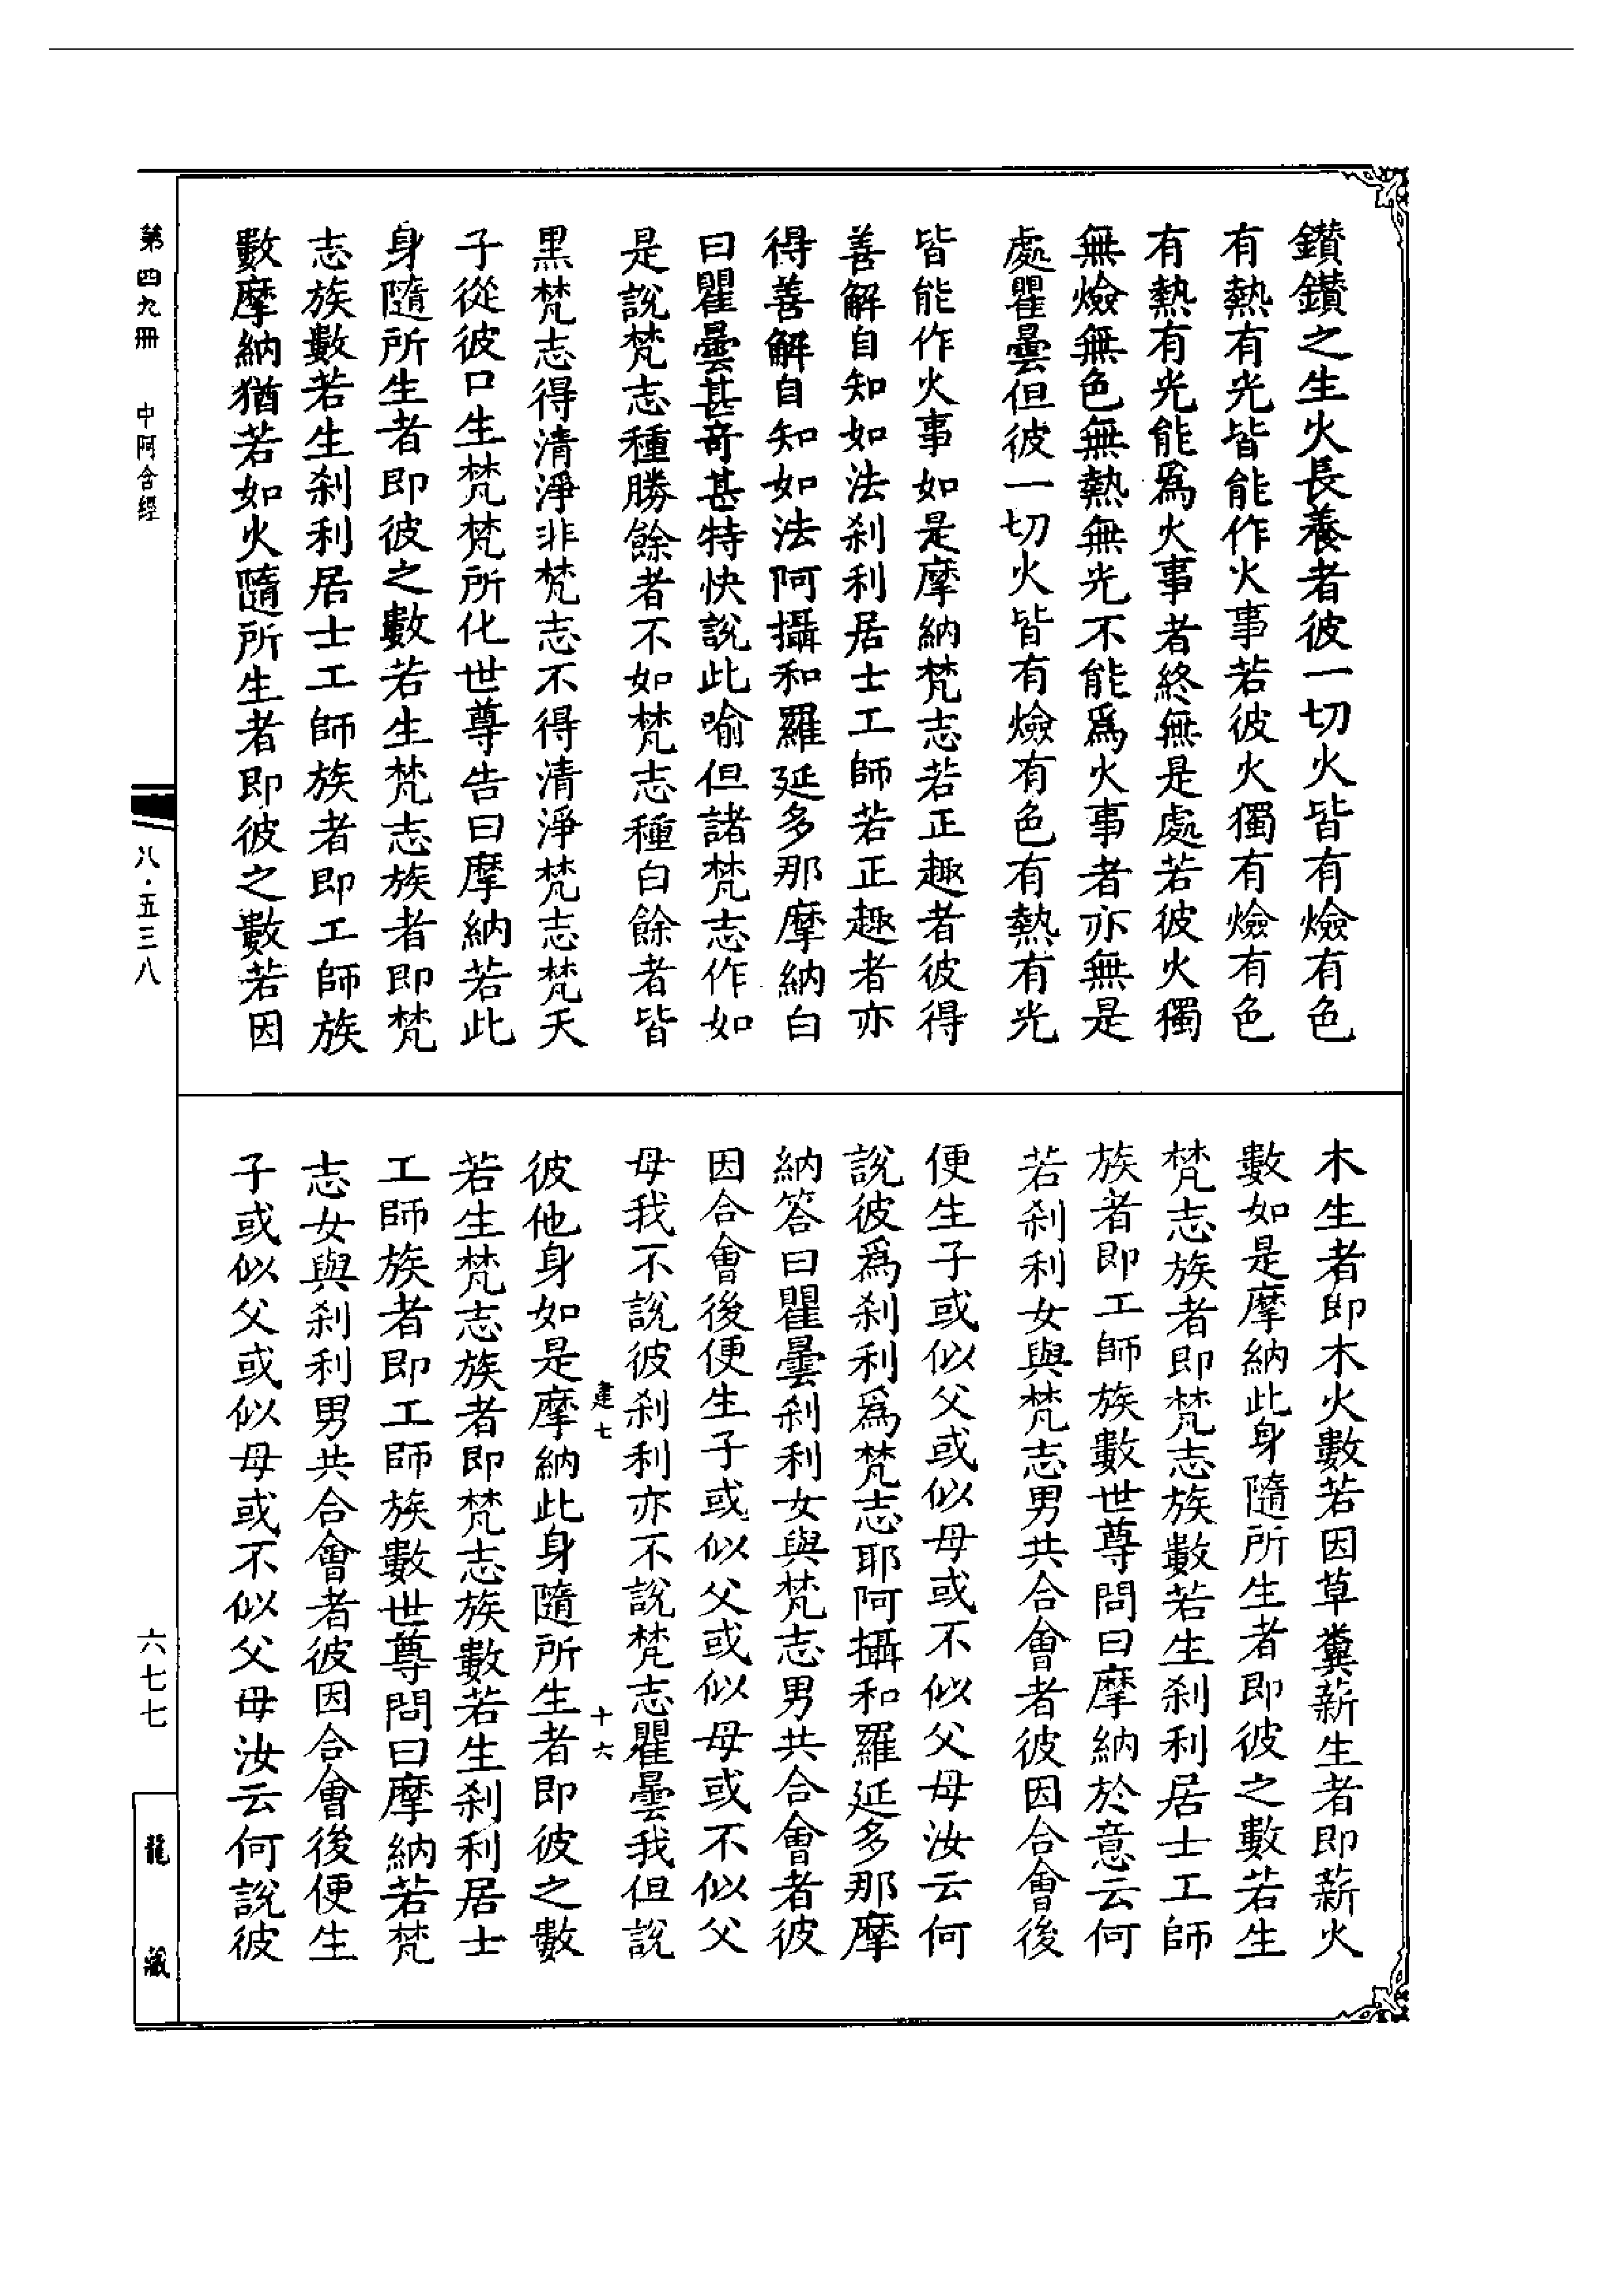 鑚鑚之生火長養者彼一切火皆有燄有色
有熱有光皆能作火事若彼火獨有燄有色
有熱有光能爲火事者終無是處若彼火獨
無燄無色無熱無光不能爲火事者亦無是
處瞿曇但彼一切火皆有燄有色有熱有光
皆能作火事如是摩納梵志若正趣者彼得
善解自知如法刹利居士工師若正趣者亦
得善解自知如法阿攝和羅延多那摩納白
曰瞿曇甚奇甚特快說此喻但諸梵志作如
是說梵志種勝餘者不如梵志種白餘者皆
黑梵志得清淨非梵志不得清淨梵志梵天
子從彼口生梵梵所化世尊告曰摩納若此
身隨所生者即彼之數若生梵志族者即梵
志族數若生刹利居士工師族者即工師族
數摩納猶若如火隨所生者即彼之數若因
木生者即木火數若因草糞薪生者即薪火
數如是摩納此身隨所生者即彼之數若生
梵志族者即梵志族數若生刹利居士工師
族者即工師族數世尊問曰摩納於意云何
若刹利女與梵志男共合會者彼因合會後
便生子或似父或似母或不似父母汝云何
說彼爲刹利爲梵志耶阿攝和羅延多那摩
納答曰瞿曇刹利女與梵志男共合會者彼
因合會後便生子或似父或似母或不似父
母我不說彼刹利亦不說梵志瞿曇我但說
建七 十六
彼他身如是摩納此身隨所生者即彼之數
若生梵志族者即梵志族數若生刹利居士
工師族者即工師族數世尊問曰摩納若梵
志女與刹利男共合會者彼因合會後便生
子或似父或似母或不似父母汝云何說彼
第四九冊 中阿含經
八·五三八
六七七
龍藏